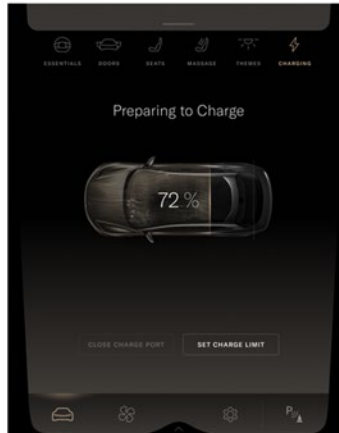 ESSENTIALS DOORS SEATS MASSAGE THEMES CHARGING
Preparing to Charge
72 %
CLOSE CHARGE PORT SET CHARGE LIMIT
P